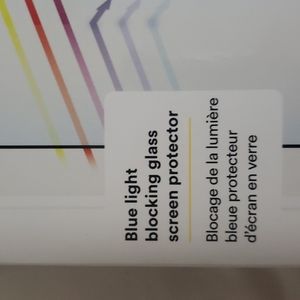 Blue light
blocking glass
screen protector
Blocage de la lumière
bleue protecteur
d'écran en verre